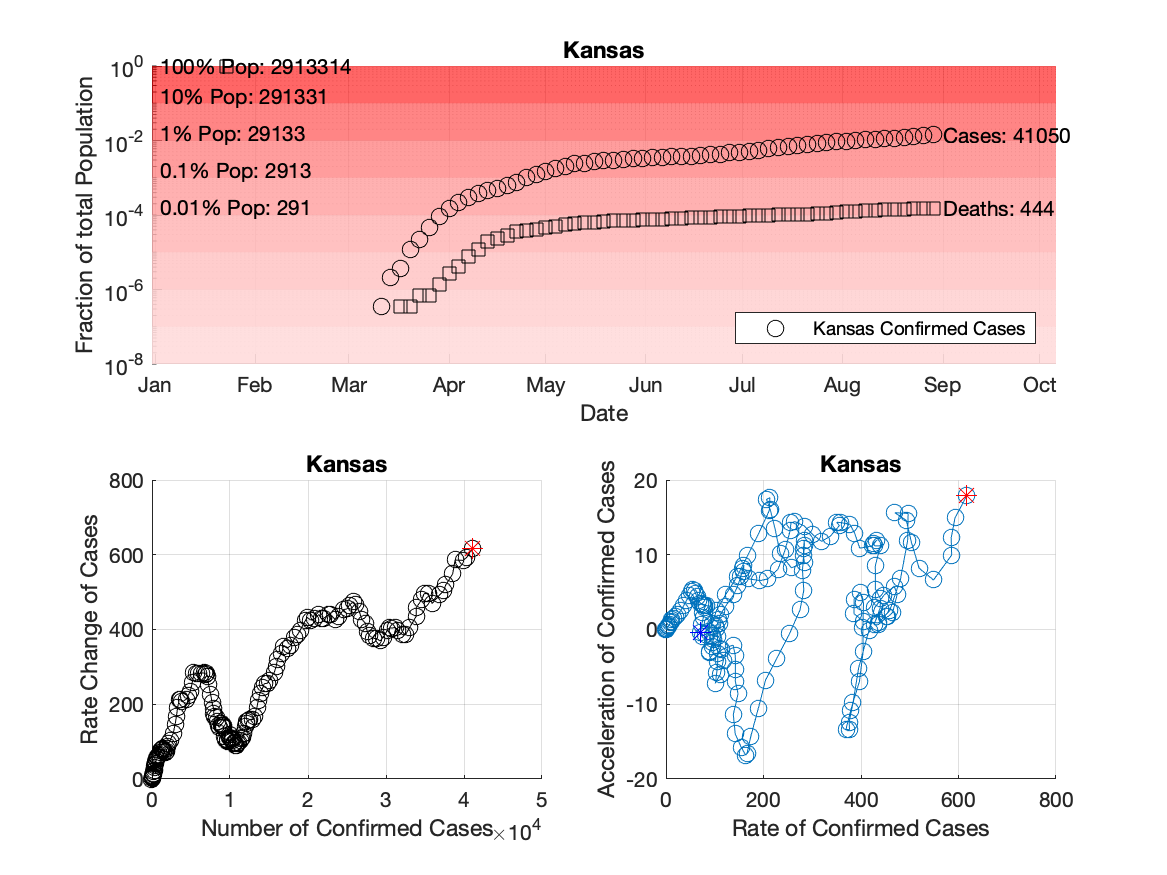 Kansas
Fraction of total Population
10^0
10^-2
10^-4
10^-6
10^-8
100% Pop: 2913314
10% Pop: 291331
1% Pop: 29133
0.1% Pop: 2913
0.01% Pop: 291
Cases: 41050
Deaths: 444
Kansas Confirmed Cases
Jan Feb Mar Apr May Jun Jul Aug Sep Oct
Date
Kansas
Rate Change of Cases
800
600
400
200
0
0 1 2 3 4 5
Number of Confirmed Cases ×10^4
Kansas
Acceleration of Confirmed Cases
20
10
0
-10
-20
0 200 400 600 800
Rate of Confirmed Cases